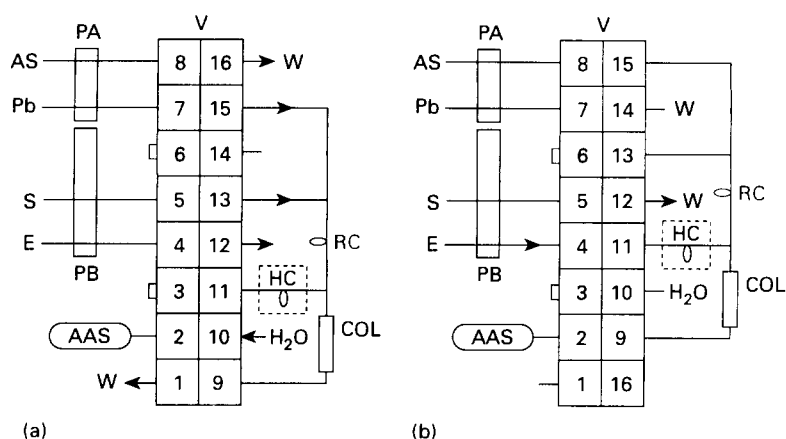 PA
V
AS
8 16
W
Pb
7 15
6 14
S
5 13
E
4 12
RC
PB
HC
3 11
AAS
2 10
H2O
COL
W
1 9
(a)
PA
V
AS
8 15
Pb
7 14
W
6 13
S
5 12
W
RC
E
4 11
HC
PB
3 10
H2O
COL
AAS
2 9
1 16
(b)